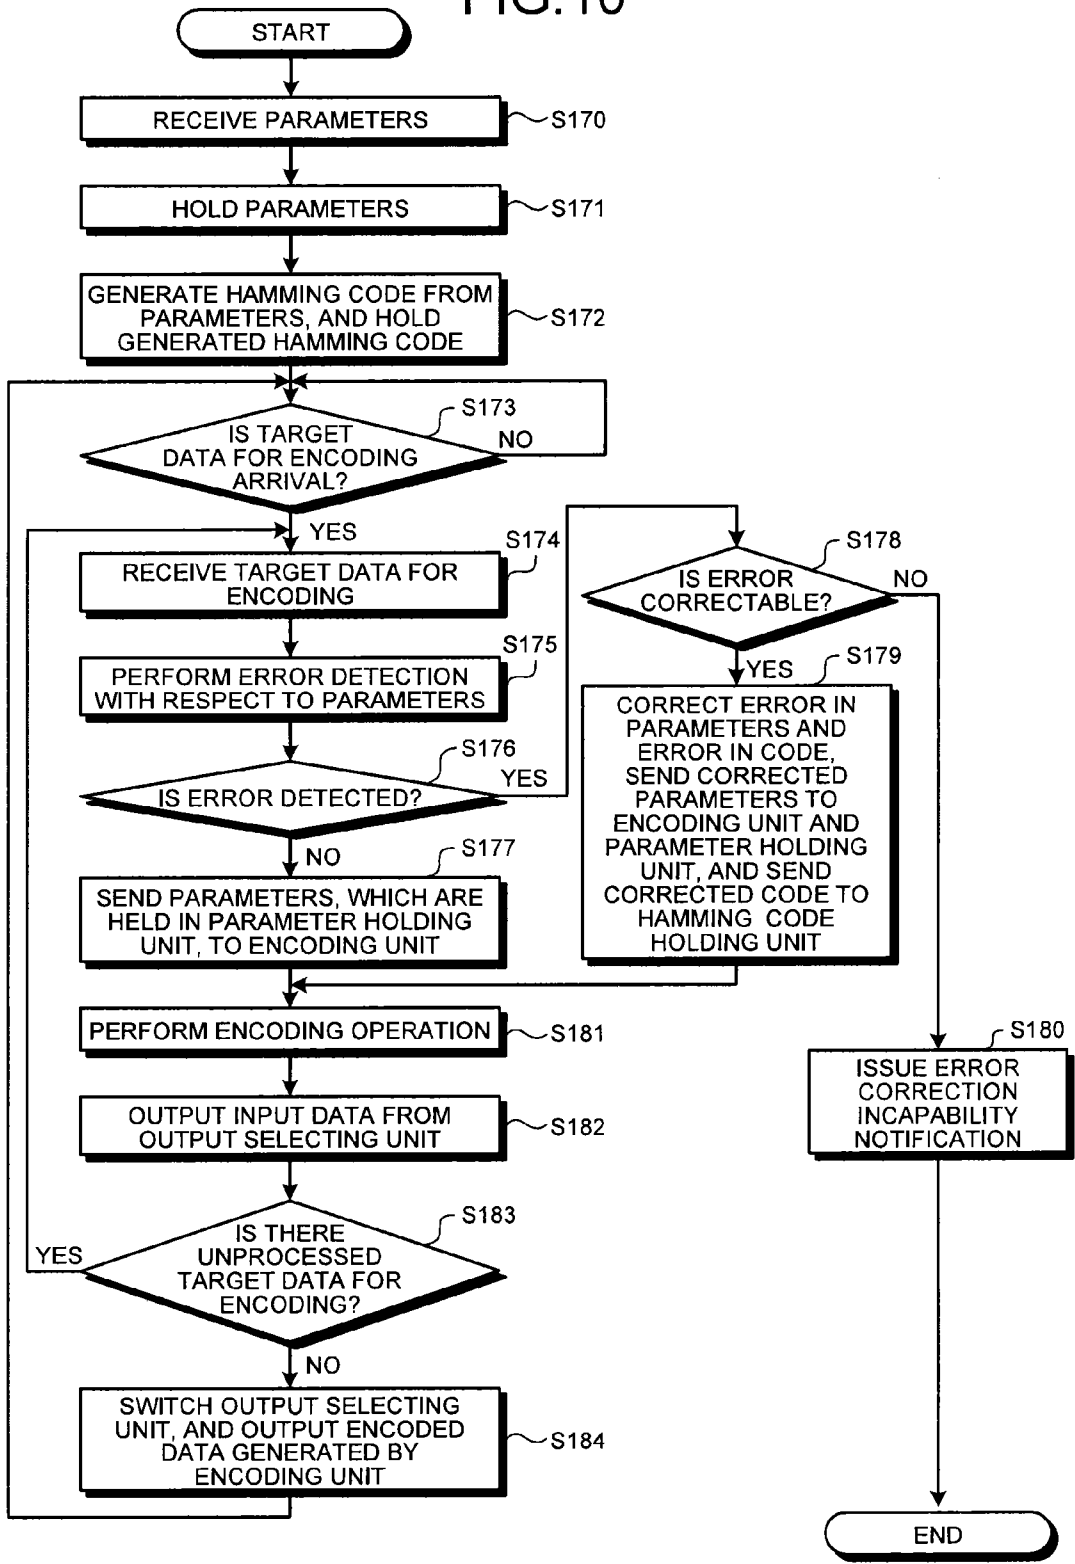 FIG.10
START
RECEIVE PARAMETERS
S170
HOLD PARAMETERS
S171
GENERATE HAMMING CODE FROM
PARAMETERS, AND HOLD
GENERATED HAMMING CODE
S172
S173
IS TARGET
DATA FOR ENCODING
ARRIVAL?
NO
YES
S174
RECEIVE TARGET DATA FOR
ENCODING
S175
PERFORM ERROR DETECTION
WITH RESPECT TO PARAMETERS
S176
IS ERROR DETECTED?
YES
NO
S177
SEND PARAMETERS, WHICH ARE
HELD IN PARAMETER HOLDING
UNIT, TO ENCODING UNIT
S178
IS ERROR
CORRECTABLE?
NO
YES
S179
CORRECT ERROR IN
PARAMETERS AND
ERROR IN CODE,
SEND CORRECTED
PARAMETERS TO
ENCODING UNIT AND
PARAMETER HOLDING
UNIT, AND SEND
CORRECTED CODE TO
HAMMING CODE
HOLDING UNIT
PERFORM ENCODING OPERATION
S181
S180
ISSUE ERROR
CORRECTION
INCAPABILITY
NOTIFICATION
OUTPUT INPUT DATA FROM
OUTPUT SELECTING UNIT
S182
S183
IS THERE
UNPROCESSED
TARGET DATA FOR
ENCODING?
YES
NO
SWITCH OUTPUT SELECTING
UNIT, AND OUTPUT ENCODED
DATA GENERATED BY
ENCODING UNIT
S184
END